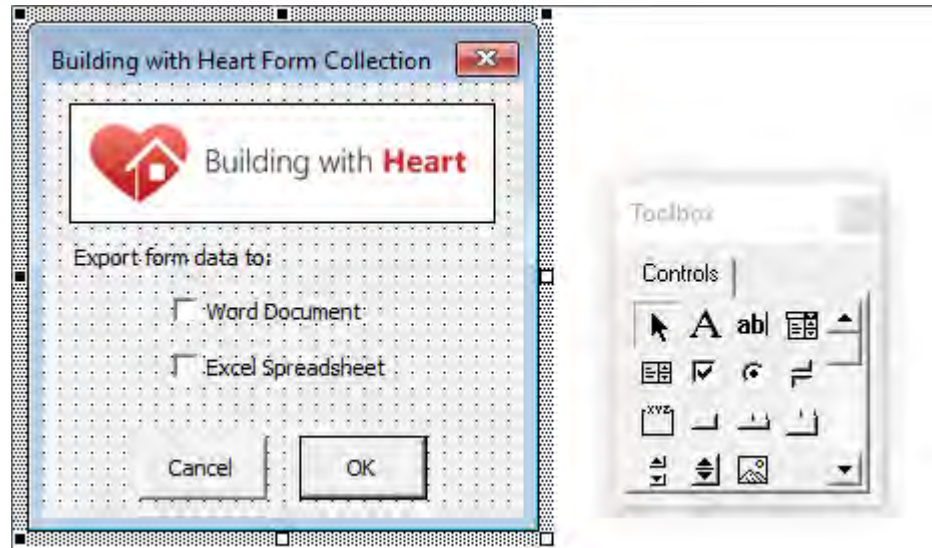 Building with Heart Form Collection
Building with Heart
Export form data to:
Word Document
Excel Spreadsheet
Cancel
OK
Toolbox
Controls
A
ab
XYZ